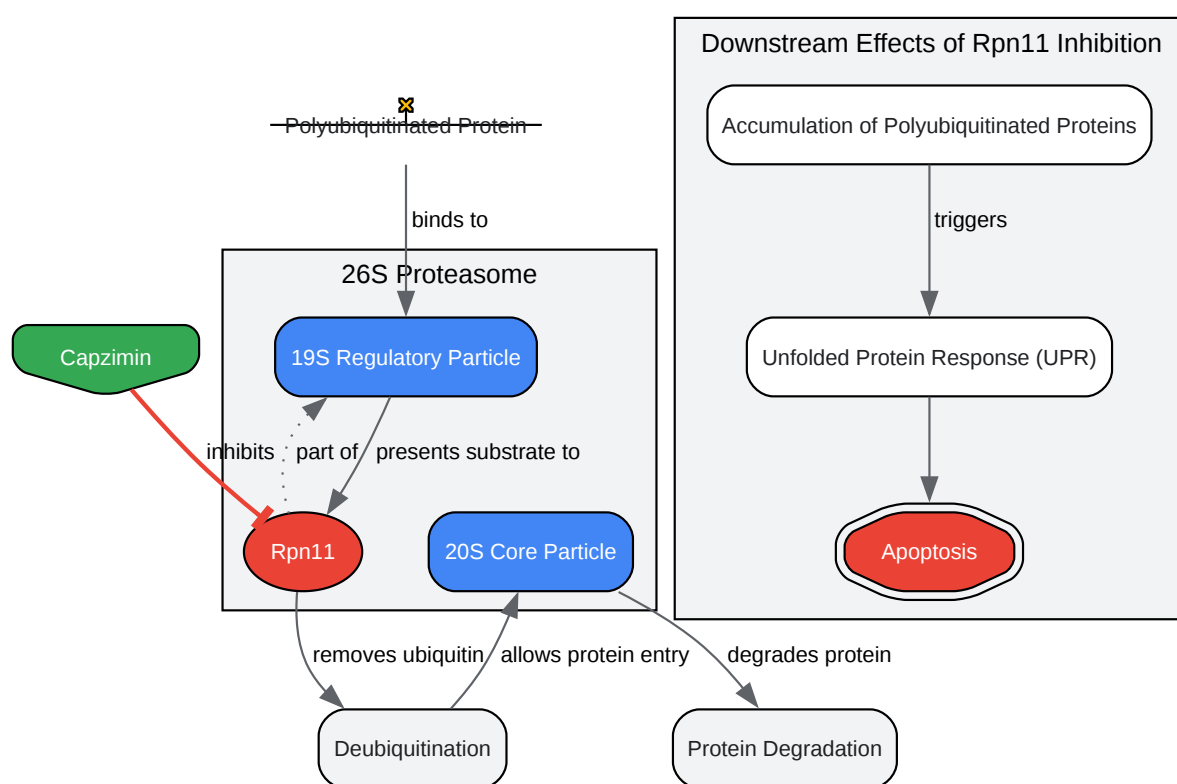 Downstream Effects of Rpn11 Inhibition
Polyubiquitinated Protein
Accumulation of Polyubiquitinated Proteins
binds to
triggers
26S Proteasome
Capzimin
19S Regulatory Particle
Unfolded Protein Response (UPR)
inhibits
part of
presents substrate to
Rpn11
20S Core Particle
Apoptosis
removes ubiquitin
allows protein entry
degrades protein
Deubiquitination
Protein Degradation